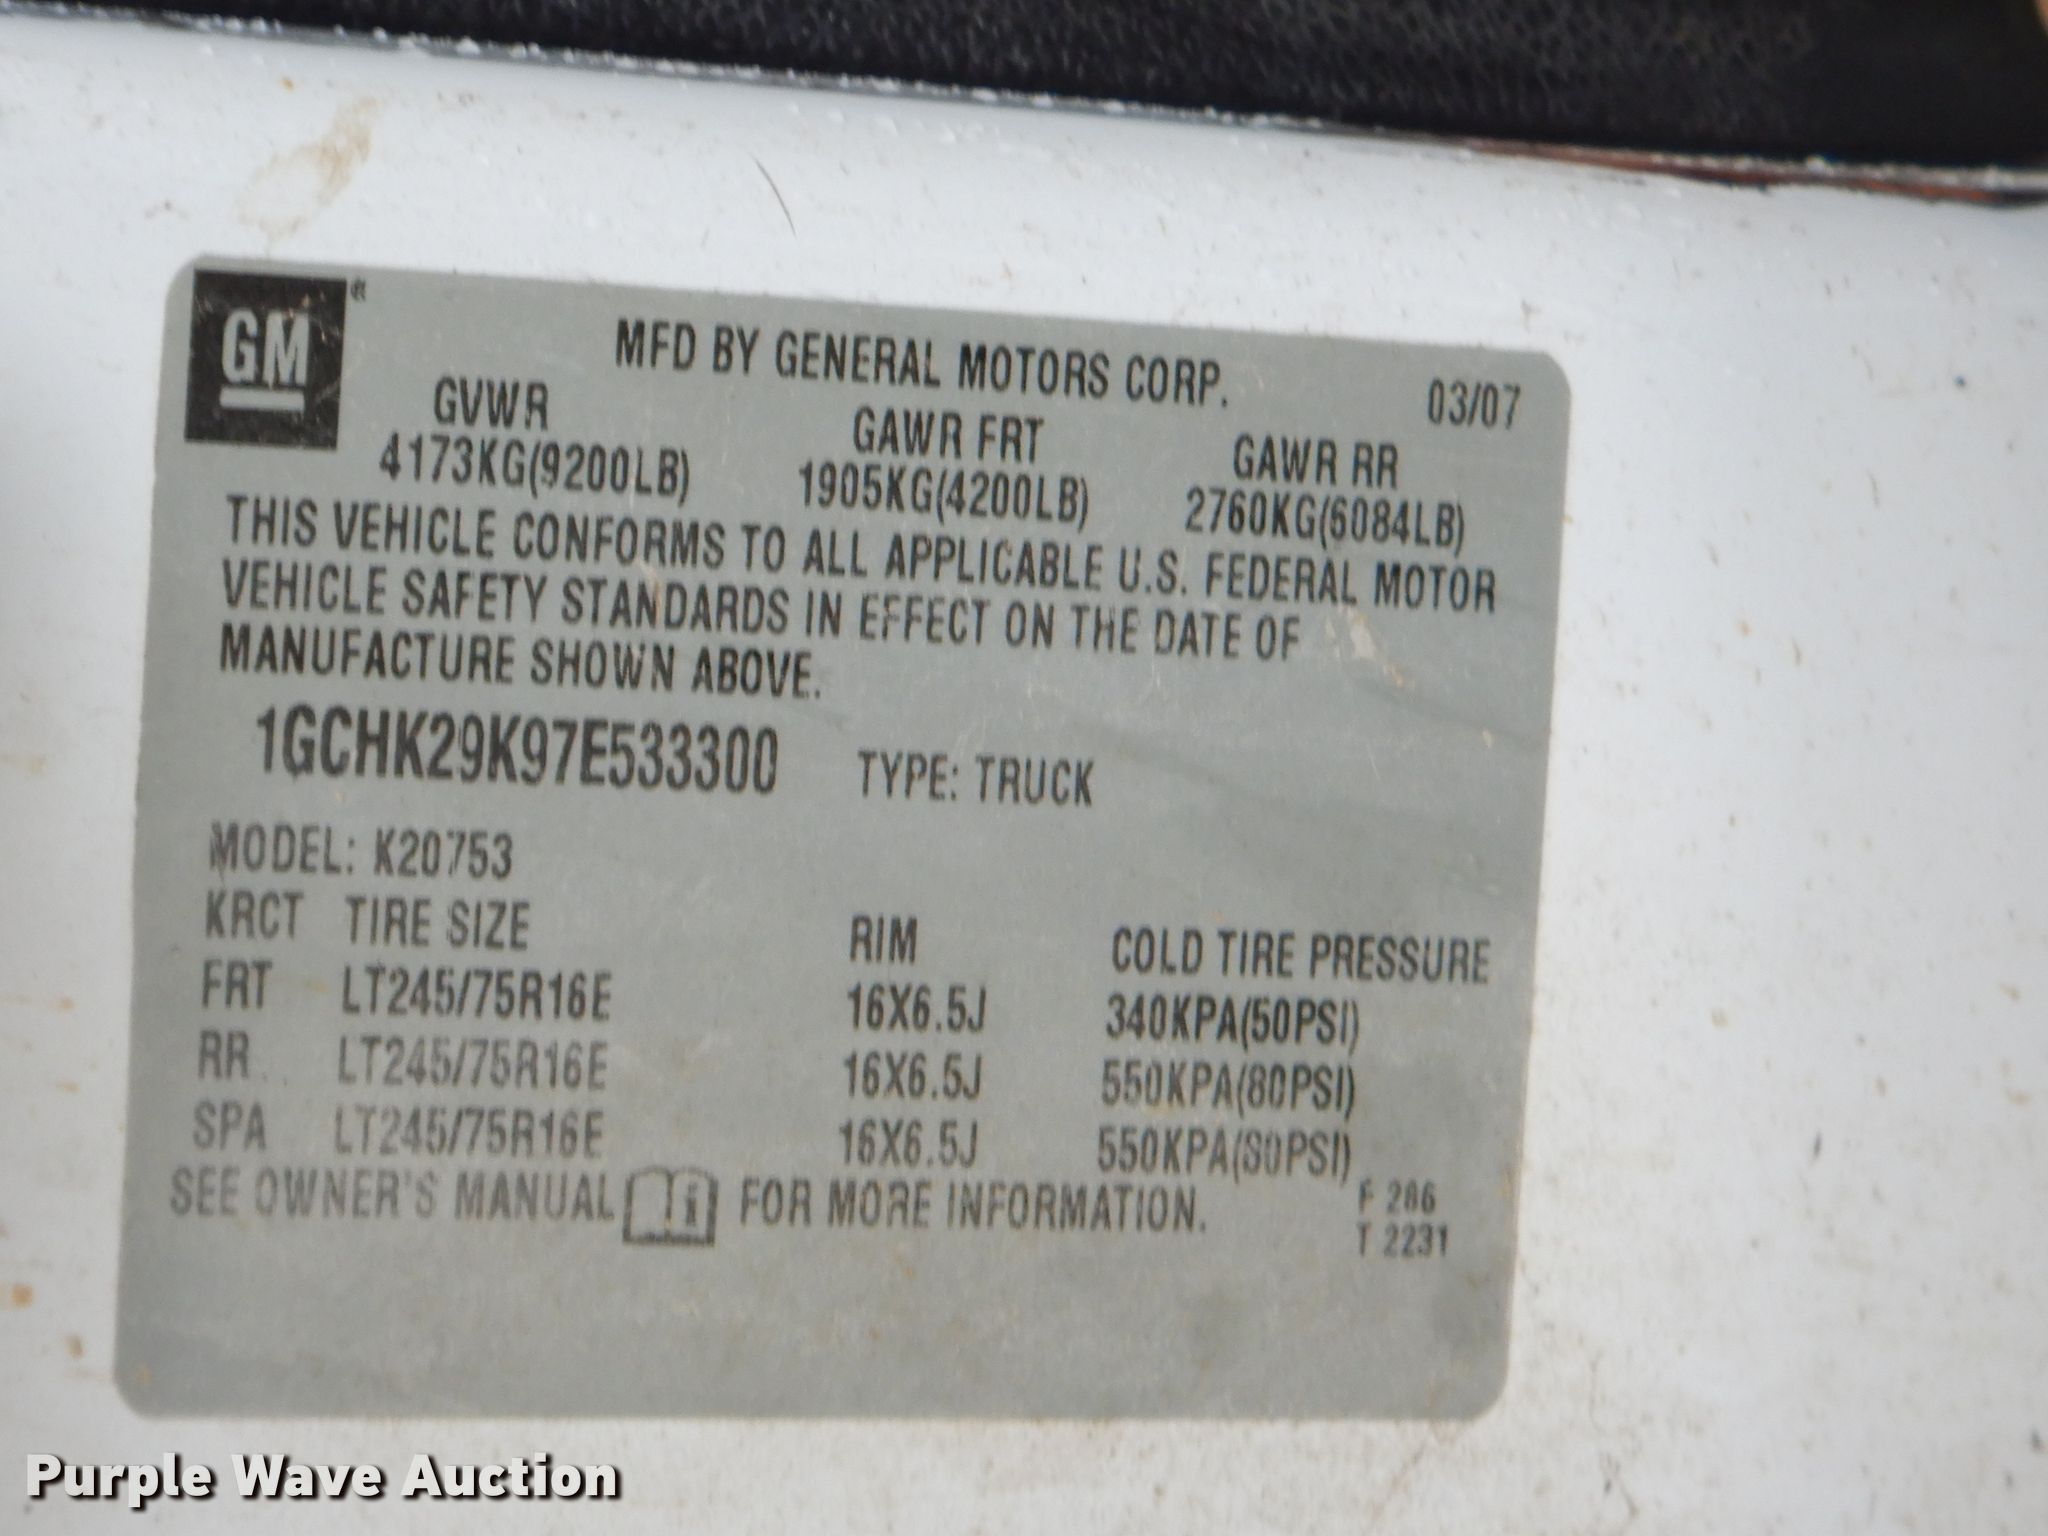 GM
MFD BY GENERAL MOTORS CORP.
03/07
GVWR GAWR FRT GAWR RR
4173KG(9200LB) 1905KG(4200LB) 2760KG(6084LB)
THIS VEHICLE CONFORMS TO ALL APPLICABLE U.S. FEDERAL MOTOR
VEHICLE SAFETY STANDARDS IN EFFECT ON THE DATE OF
MANUFACTURE SHOWN ABOVE.
1GCHK29K97E533300 TYPE: TRUCK
MODEL: K20753
KRCT TIRE SIZE RIM COLD TIRE PRESSURE
FRT LT245/75R16E 16X6.5J 340KPA(50PSI)
RR LT245/75R16E 16X6.5J 550KPA(80PSI)
SPA LT245/75R16E 16X6.5J 550KPA(80PSI)
SEE OWNER'S MANUAL FOR MORE INFORMATION.
F 286
T 2231
Purple Wave Auction